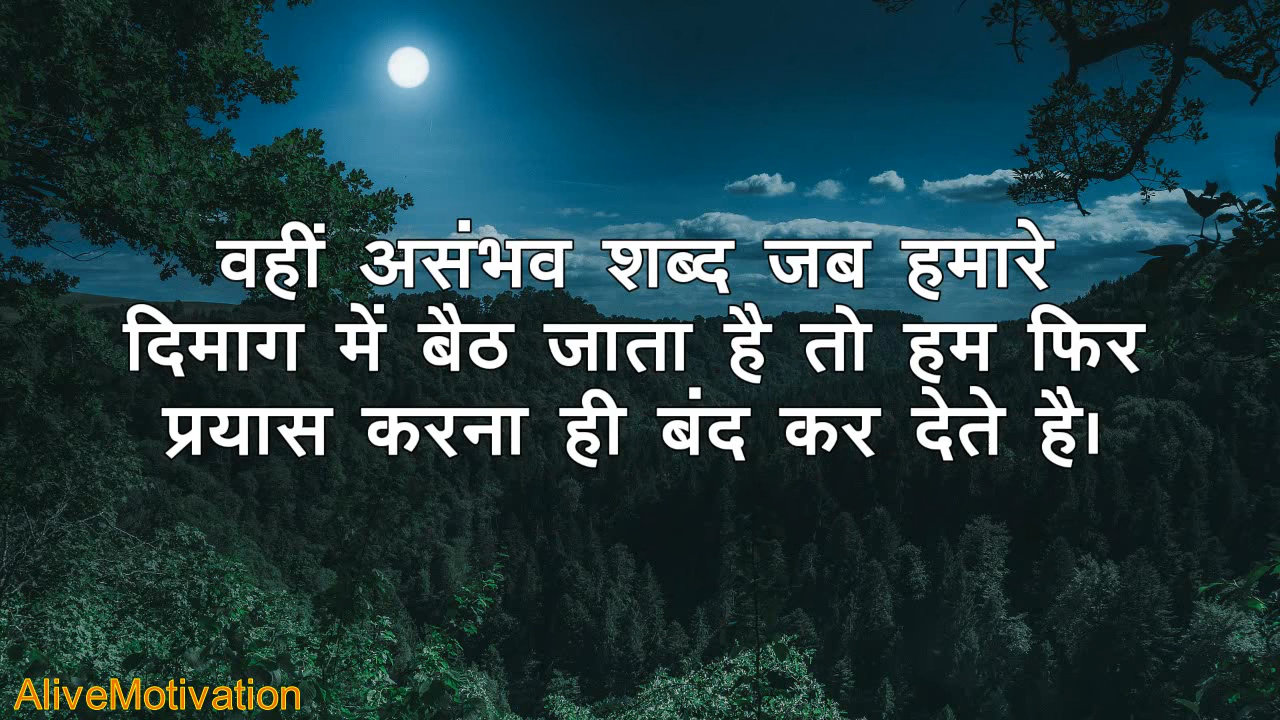 वहीं असंभव शब्द जब हमारे
दिमाग में बैठ जाता है तो हम फिर
प्रयास करना ही बंद कर देते है।
AliveMotivation